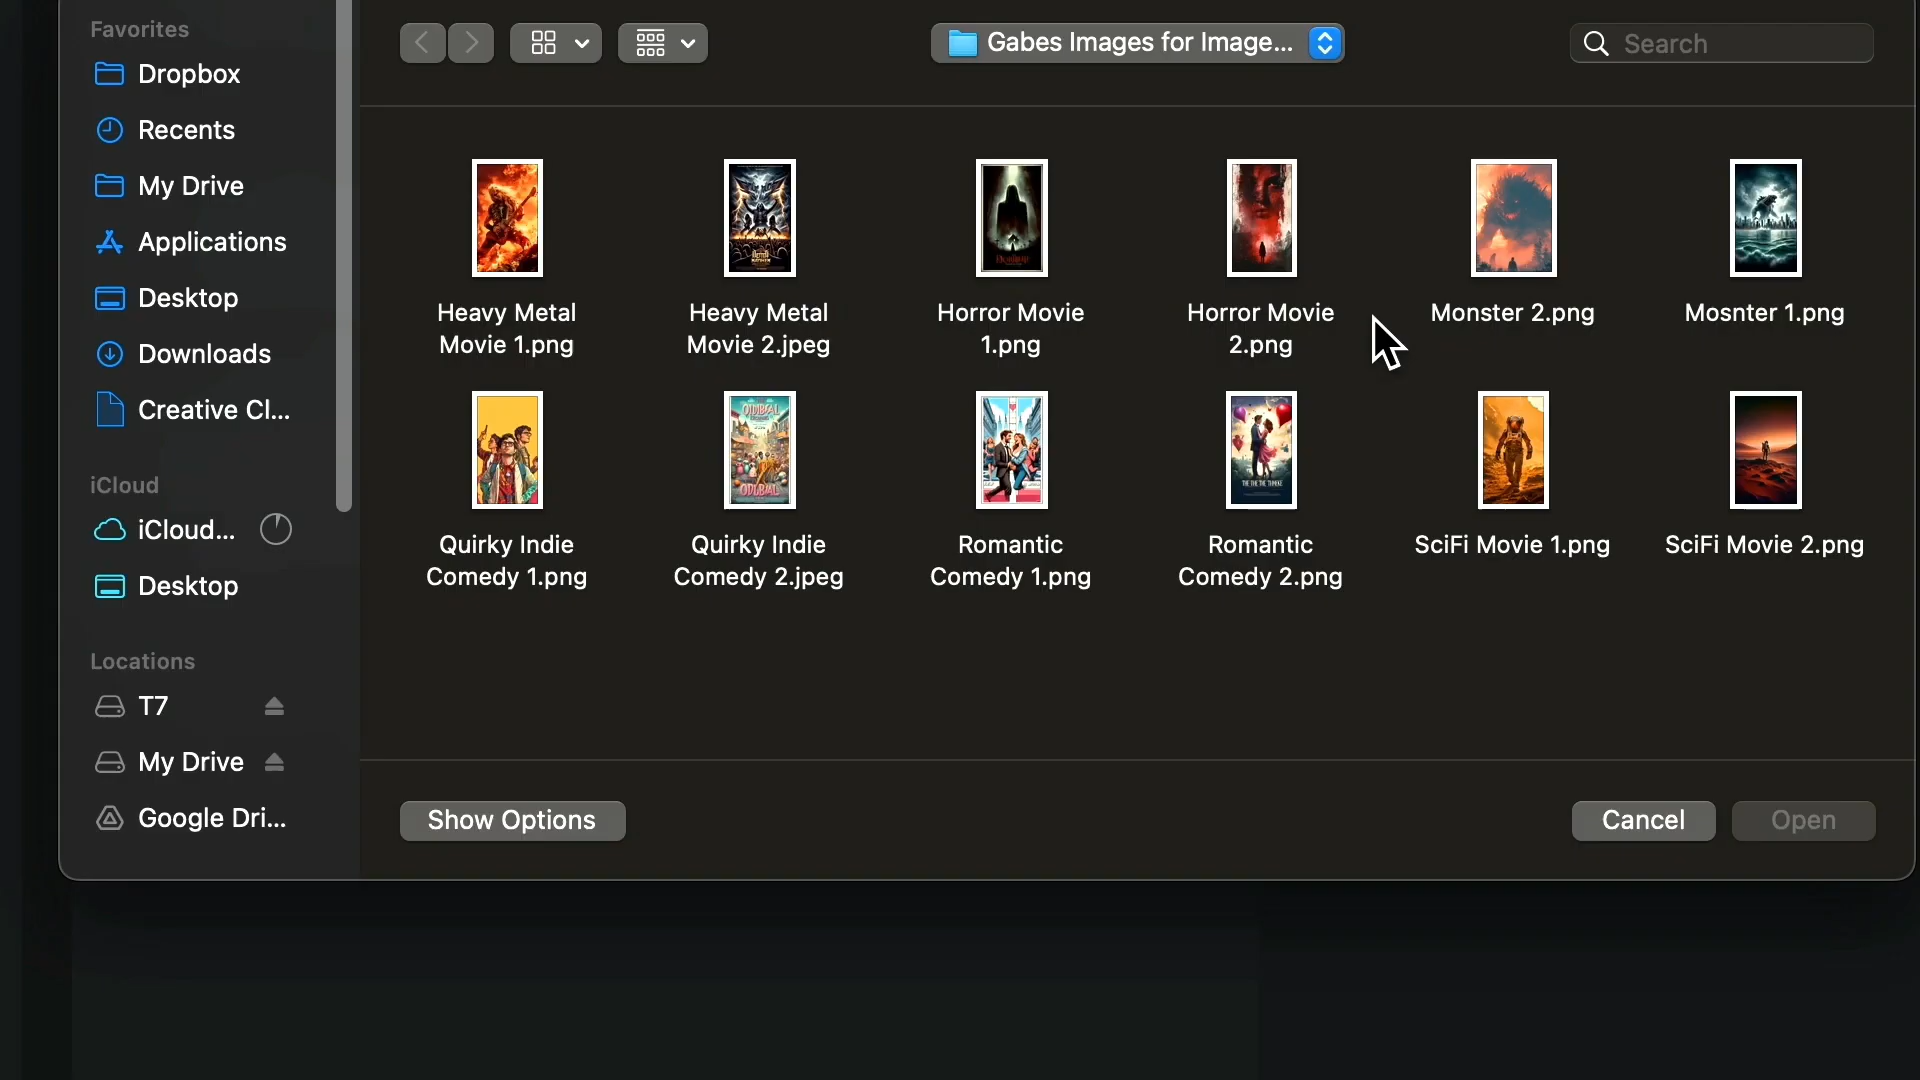 Favorites
Dropbox
Recents
My Drive
Applications
Desktop
Downloads
Creative Cl...
iCloud
iCloud...
Desktop
Locations
T7
My Drive
Google Dri...
Gabes Images for Image...
Search
Heavy Metal
Movie 1.png
Heavy Metal
Movie 2.jpeg
Horror Movie
1.png
Horror Movie
2.png
Monster 2.png
Mosnter 1.png
Quirky Indie
Comedy 1.png
Quirky Indie
Comedy 2.jpeg
Romantic
Comedy 1.png
Romantic
Comedy 2.png
SciFi Movie 1.png
SciFi Movie 2.png
Show Options
Cancel
Open